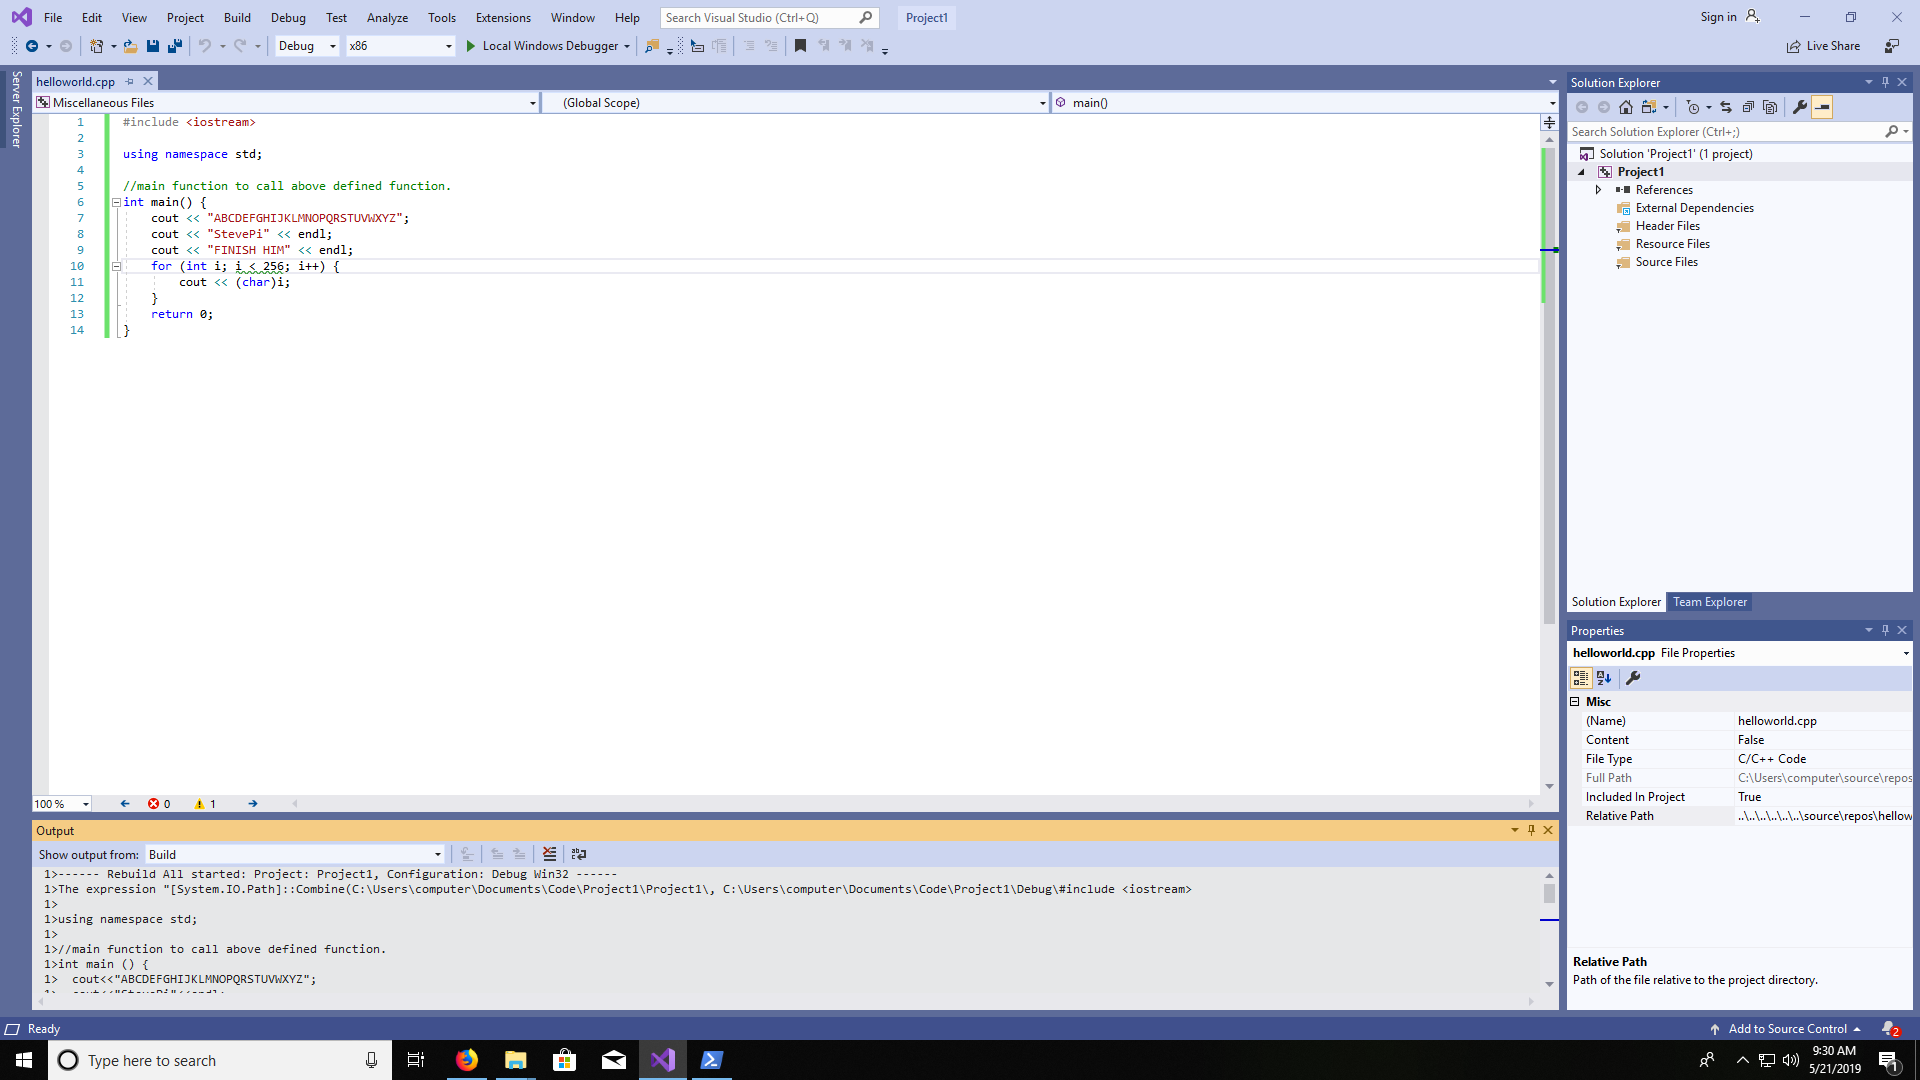 File Edit View Project Build Debug Test Analyze Tools Extensions Window Help Search Visual Studio (Ctrl+Q) Project1 Sign in
Debug x86 Local Windows Debugger Live Share
Server Explorer
helloworld.cpp
Miscellaneous Files (Global Scope) main()
1 #include <iostream>
2
3 using namespace std;
4
5 //main function to call above defined function.
6 int main() {
7 cout << "ABCDEFGHIJKLMNOPQRSTUVWXYZ";
8 cout << "StevePi" << endl;
9 cout << "FINISH HIM" << endl;
10 for (int i; i < 256; i++) {
11 cout << (char)i;
12 }
13 return 0;
14 }
100 % 0 1
Output
Show output from: Build
1>------ Rebuild All started: Project: Project1, Configuration: Debug Win32 ------
1>The expression "[System.IO.Path]::Combine(C:\Users\computer\Documents\Code\Project1\Project1\, C:\Users\computer\Documents\Code\Project1\Debug\#include <iostream>
1>
1>using namespace std;
1>
1>//main function to call above defined function.
1>int main () {
1> cout<<"ABCDEFGHIJKLMNOPQRSTUVWXYZ";
1> cout<<"StevePi"<<endl;
Solution Explorer
Search Solution Explorer (Ctrl+;)
Solution 'Project1' (1 project)
Project1
References
External Dependencies
Header Files
Resource Files
Source Files
Solution Explorer Team Explorer
Properties
helloworld.cpp File Properties
Misc
(Name) helloworld.cpp
Content False
File Type C/C++ Code
Full Path C:\Users\computer\source\repos
Included In Project True
Relative Path ..\..\..\..\..\source\repos\hellow
Relative Path
Path of the file relative to the project directory.
Ready Add to Source Control 2
Type here to search 9:30 AM
5/21/2019 1